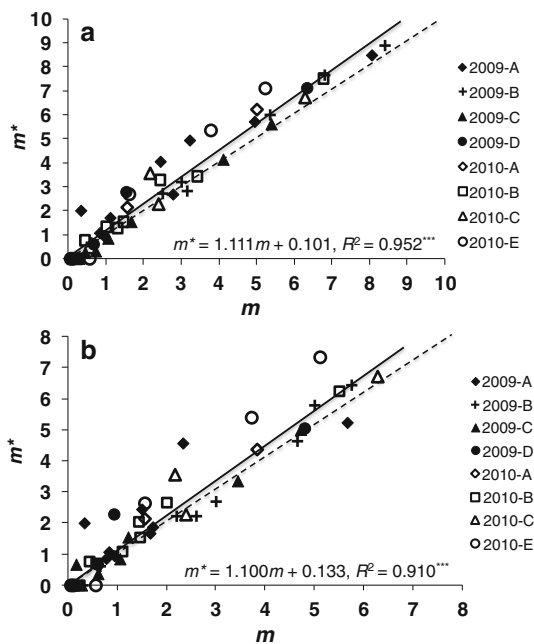 a
m*
10
9
8
7
6
5
4
3
2
1
0
0 1 2 3 4 5 6 7 8 9 10
m
m* = 1.111m + 0.101, R² = 0.952***
2009-A
2009-B
2009-C
2009-D
2010-A
2010-B
2010-C
2010-E
b
m*
8
7
6
5
4
3
2
1
0
0 1 2 3 4 5 6 7 8
m
m* = 1.100m + 0.133, R² = 0.910***
2009-A
2009-B
2009-C
2009-D
2010-A
2010-B
2010-C
2010-E